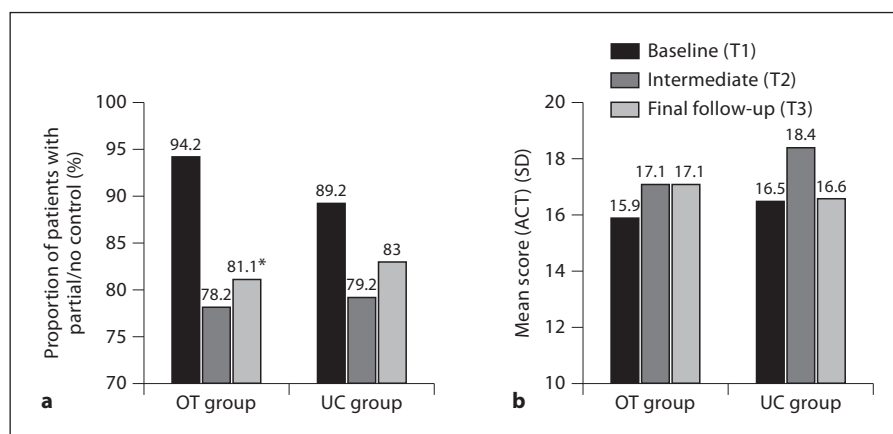 Baseline (T1)
Intermediate (T2)
Final follow-up (T3)
Proportion of patients with
partial/no control (%)
100
95
90
85
80
75
70
94.2
78.2
81.1*
89.2
79.2
83
OT group
UC group
a
Mean score (ACT) (SD)
20
18
16
14
12
10
15.9
17.1
17.1
16.5
18.4
16.6
OT group
UC group
b